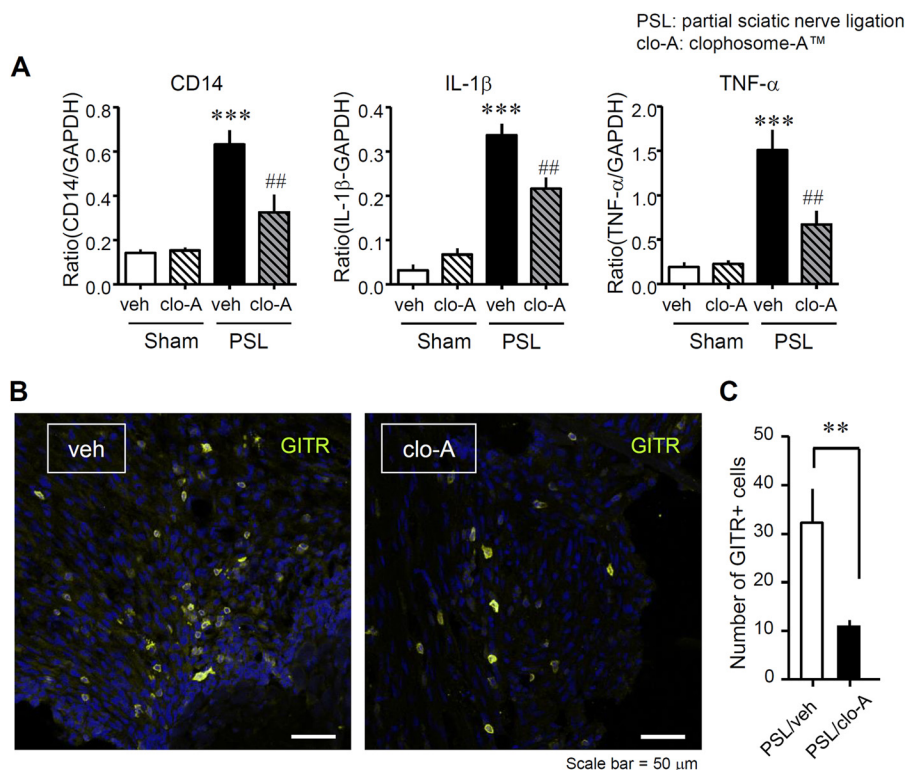 PSL: partial sciatic nerve ligation
clo-A: clophosome-A™
A
CD14
Ratio(CD14/GAPDH)
0.8
0.6
0.4
0.2
0.0
***
##
veh clo-A veh clo-A
Sham PSL
IL-1β
Ratio(IL-1β-GAPDH)
0.4
0.3
0.2
0.1
0.0
***
##
veh clo-A veh clo-A
Sham PSL
TNF-α
Ratio(TNF-α/GAPDH)
2.0
1.5
1.0
0.5
0.0
***
##
veh clo-A veh clo-A
Sham PSL
B
veh GITR
clo-A GITR
Scale bar = 50 μm
C
Number of GITR+ cells
50
40
30
20
10
0
**
PSL/veh
PSL/clo-A